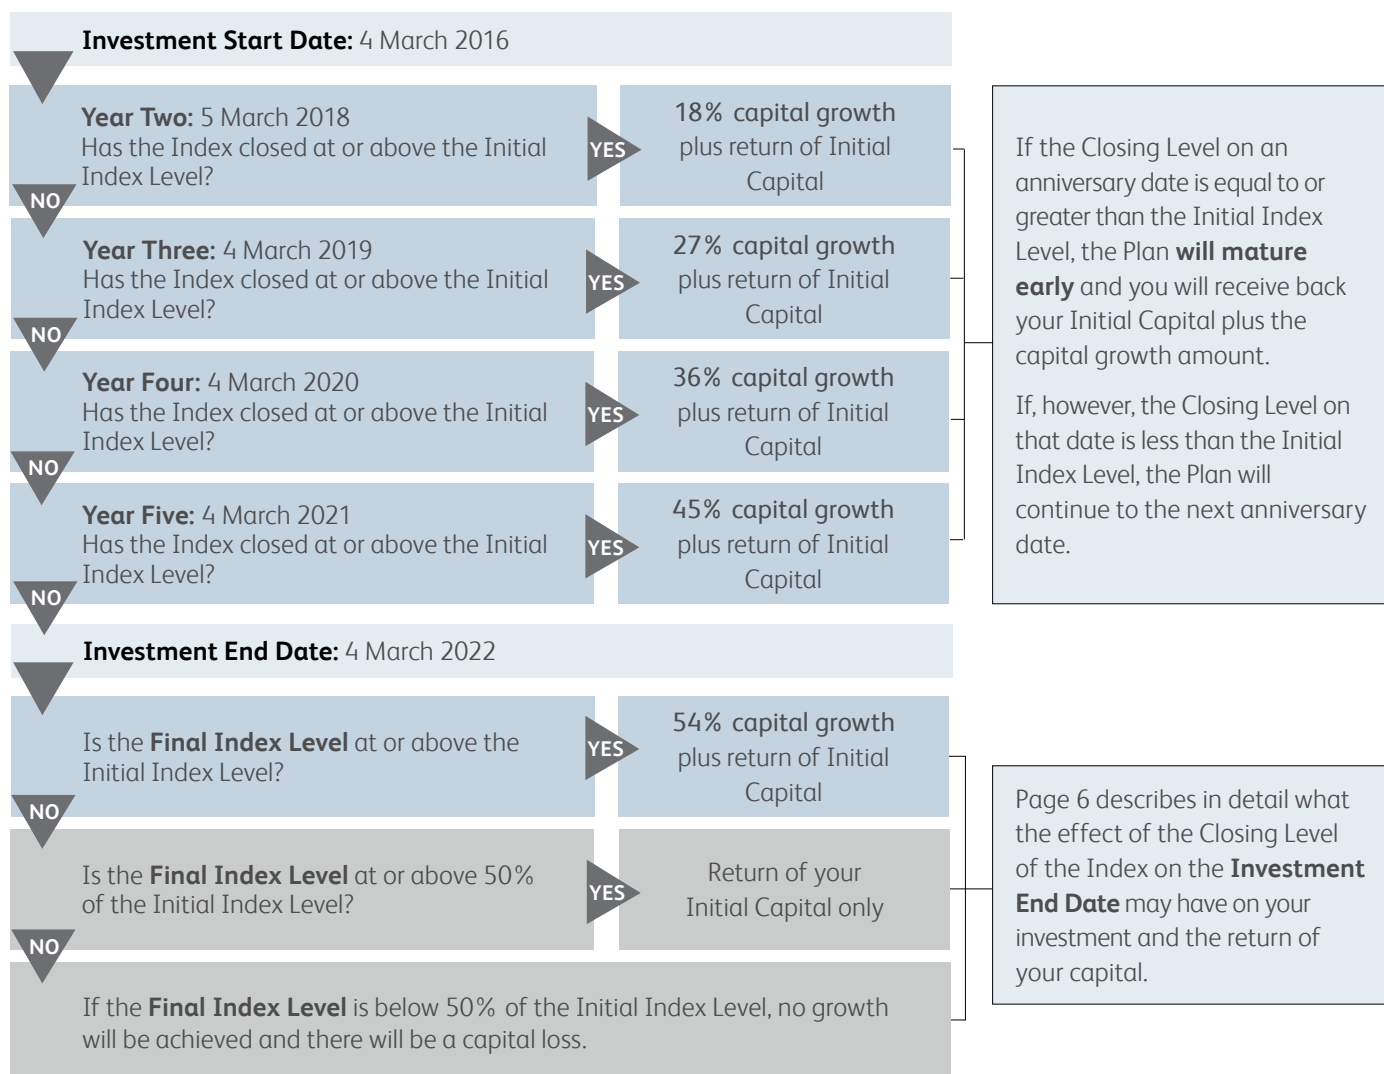 Investment Start Date: 4 March 2016
Year Two: 5 March 2018
Has the Index closed at or above the Initial
Index Level?
YES
18% capital growth
plus return of Initial
Capital
NO
Year Three: 4 March 2019
Has the Index closed at or above the Initial
Index Level?
YES
27% capital growth
plus return of Initial
Capital
NO
Year Four: 4 March 2020
Has the Index closed at or above the Initial
Index Level?
YES
36% capital growth
plus return of Initial
Capital
NO
Year Five: 4 March 2021
Has the Index closed at or above the Initial
Index Level?
YES
45% capital growth
plus return of Initial
Capital
NO
If the Closing Level on an
anniversary date is equal to or
greater than the Initial Index
Level, the Plan will mature
early and you will receive back
your Initial Capital plus the
capital growth amount.
If, however, the Closing Level on
that date is less than the Initial
Index Level, the Plan will
continue to the next anniversary
date.
Investment End Date: 4 March 2022
Is the Final Index Level at or above the
Initial Index Level?
YES
54% capital growth
plus return of Initial
Capital
NO
Is the Final Index Level at or above 50%
of the Initial Index Level?
YES
Return of your
Initial Capital only
NO
If the Final Index Level is below 50% of the Initial Index Level, no growth
will be achieved and there will be a capital loss.
Page 6 describes in detail what
the effect of the Closing Level
of the Index on the Investment
End Date may have on your
investment and the return of
your capital.